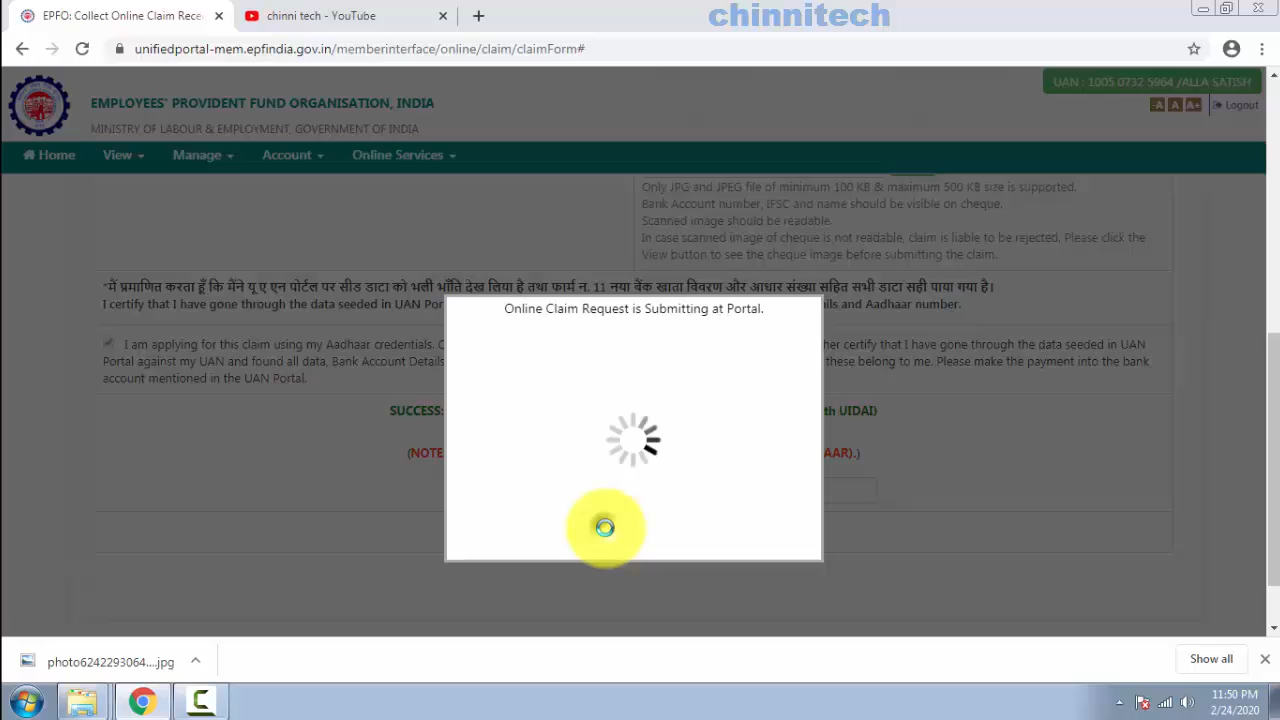 EPFO: Collect Online Claim Rece
chinni tech - YouTube
chinnitech
unifiedportal-mem.epfindia.gov.in/memberinterface/online/claim/claimForm#
UAN : 1005 0732 5964 /ALLA SATISH
EMPLOYEES' PROVIDENT FUND ORGANISATION, INDIA
-A A A+ Logout
MINISTRY OF LABOUR & EMPLOYMENT, GOVERNMENT OF INDIA
Home View Manage Account Online Services
Only JPG and JPEG file of minimum 100 KB & maximum 500 KB size is supported.
Bank Account number, IFSC and name should be visible on cheque.
Scanned image should be readable.
In case scanned image of cheque is not readable, claim is liable to be rejected. Please click the
View button to see the cheque image before submitting the claim.
"मैं प्रमाणित करता हूँ कि मैंने यू ए एन पोर्टल पर सीड डाटा को भली भाँति देख लिया है तथा फार्म न. 11 नया बैंक खाता विवरण और आधार संख्या सहित सभी डाटा सही पाया गया है।
I certify that I have gone through the data seeded in UAN Por ails and Aadhaar number.
Online Claim Request is Submitting at Portal.
I am applying for this claim using my Aadhaar credentials. her certify that I have gone through the data seeded in UAN
Portal against my UAN and found all data, Bank Account Details these belong to me. Please make the payment into the bank
account mentioned in the UAN Portal.
SUCCESS: th UIDAI)
(NOTE AAR).)
photo6242293064....jpg
Show all
11:50 PM
2/24/2020